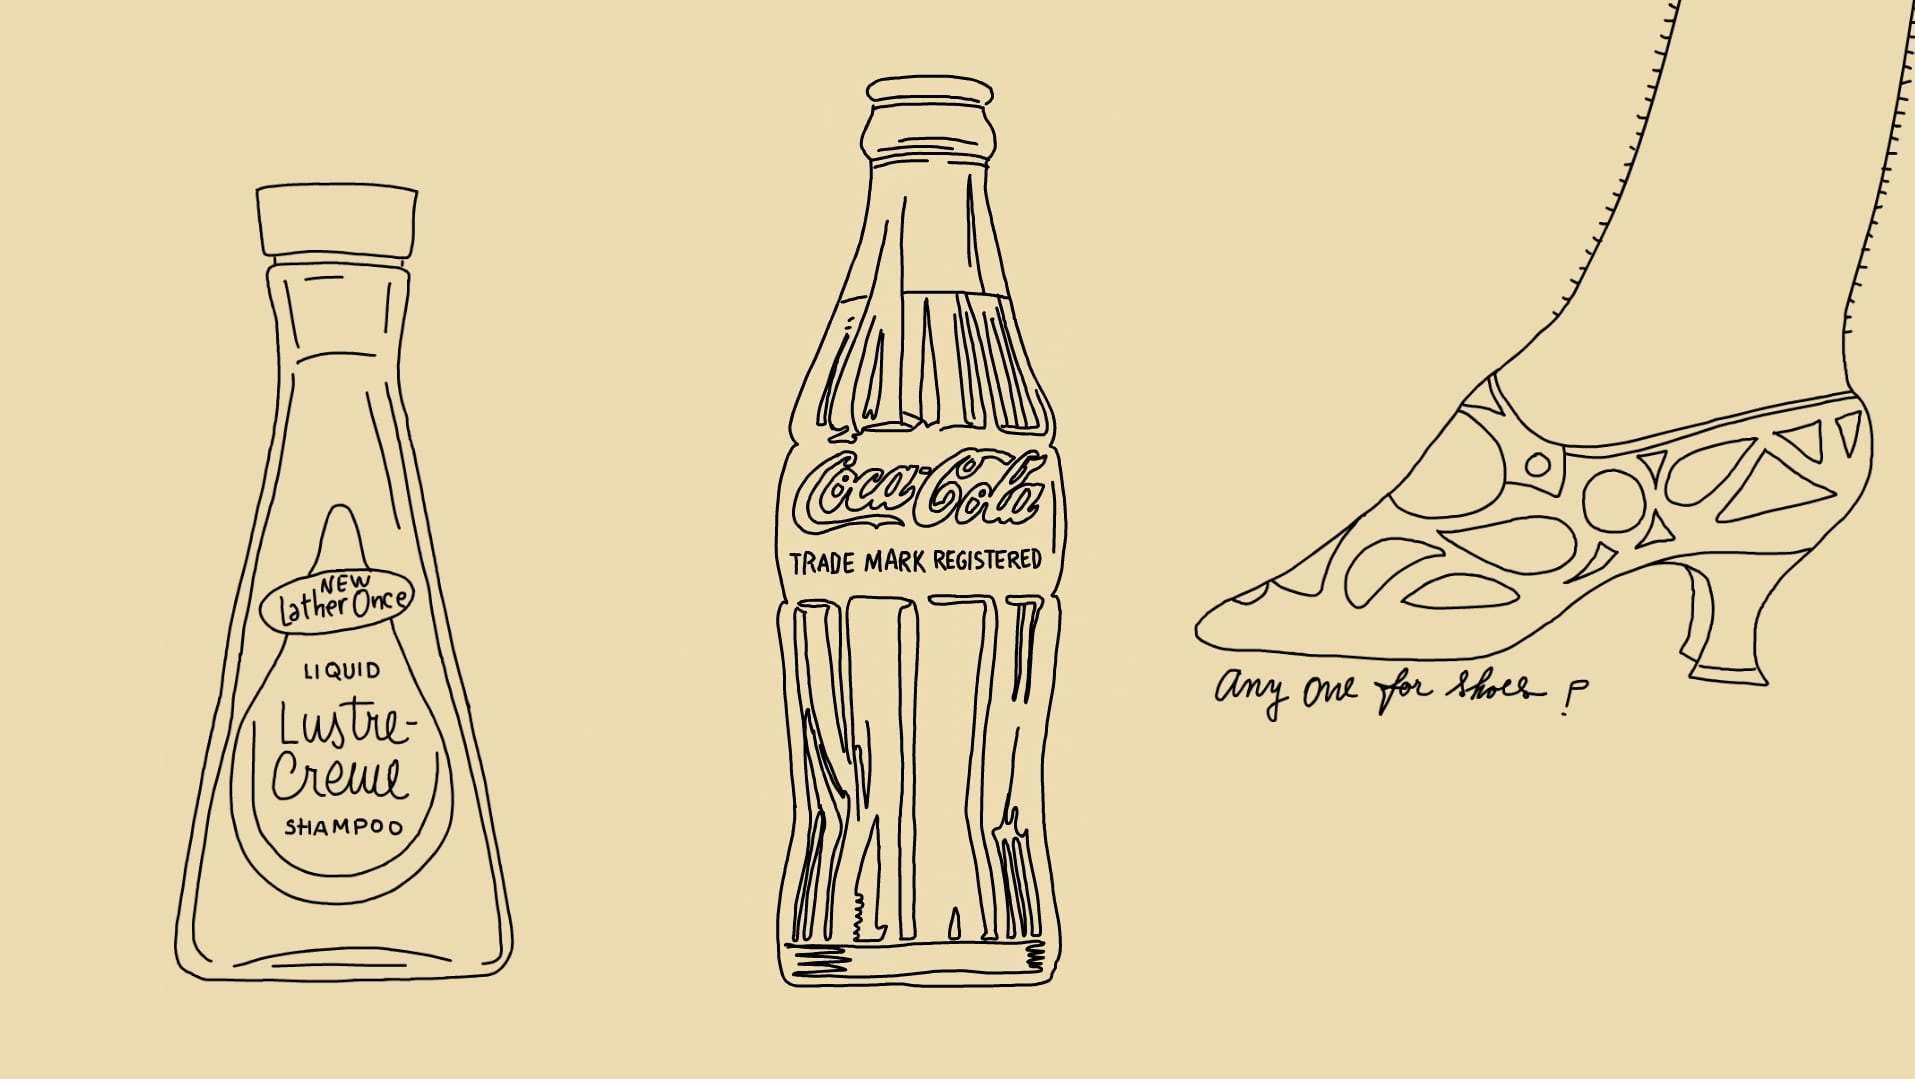 NEW
Lather Once
LIQUID
Lustre-
Creme
SHAMPOO
Coca-Cola
TRADE MARK REGISTERED
any one for shoes ?